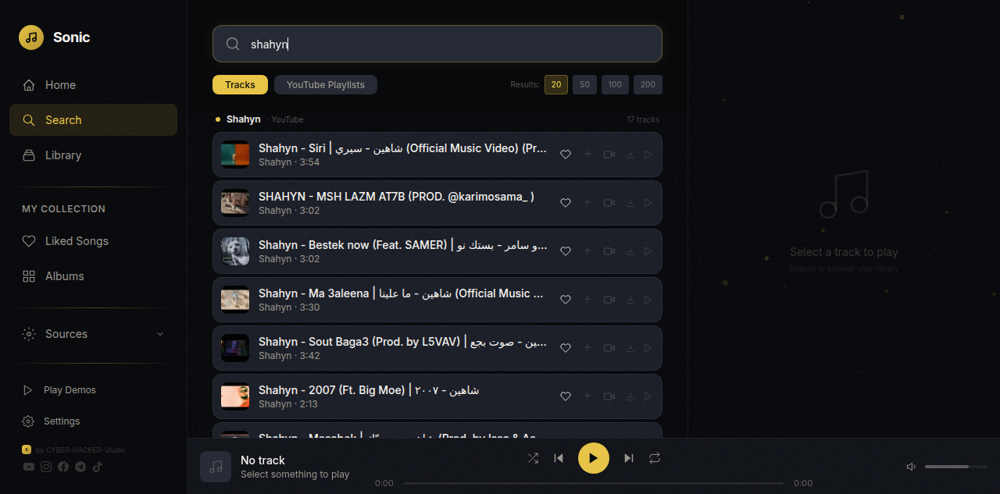 Sonic
Home
Search
Library
MY COLLECTION
Liked Songs
Albums
Sources
Play Demos
Settings
S by CYBER-HACKER-Studio
shahyn
Tracks
YouTube Playlists
Results: 20 50 100 200
Shahyn · YouTube
17 tracks
Shahyn - Siri | شاهين - سيري (Official Music Video) (Pr...
Shahyn · 3:54
SHAHYN - MSH LAZM AT7B (PROD. @karimosama_ )
Shahyn · 3:02
Shahyn - Bestek now (Feat. SAMER) | و سامر - بستك نو...
Shahyn · 3:02
Shahyn - Ma 3aleena | شاهين - ما علينا (Official Music ...
Shahyn · 3:30
Shahyn - Sout Baga3 (Prod. by L5VAV) | ين - صوت بجع...
Shahyn · 3:42
Shahyn - 2007 (Ft. Big Moe) | شاهين - ٢٠٠٧
Shahyn · 2:13
Select a track to play
Search or browse your library
No track
Select something to play
0:00
0:00